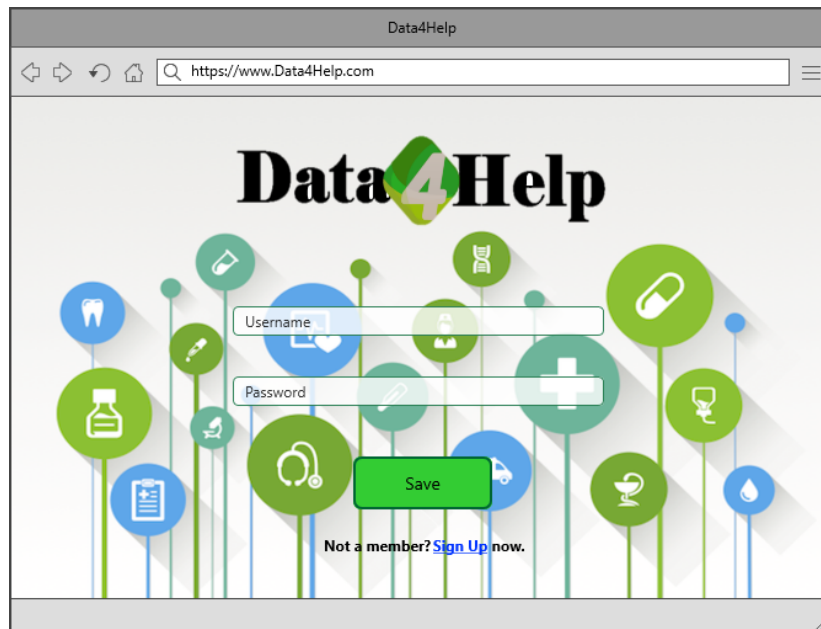 Data4Help
https://www.Data4Help.com
Data4Help
Username
Password
Save
Not a member? Sign Up now.